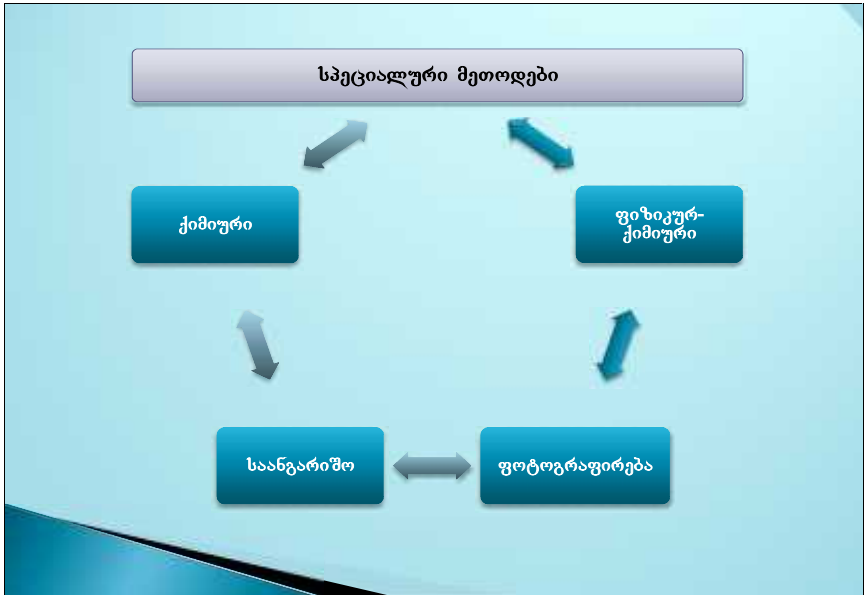 სპეციალური მეთოდები
ქიმიური
ფიზიკურ-
ქიმიური
საანგარიშო
ფოტოგრაფირება